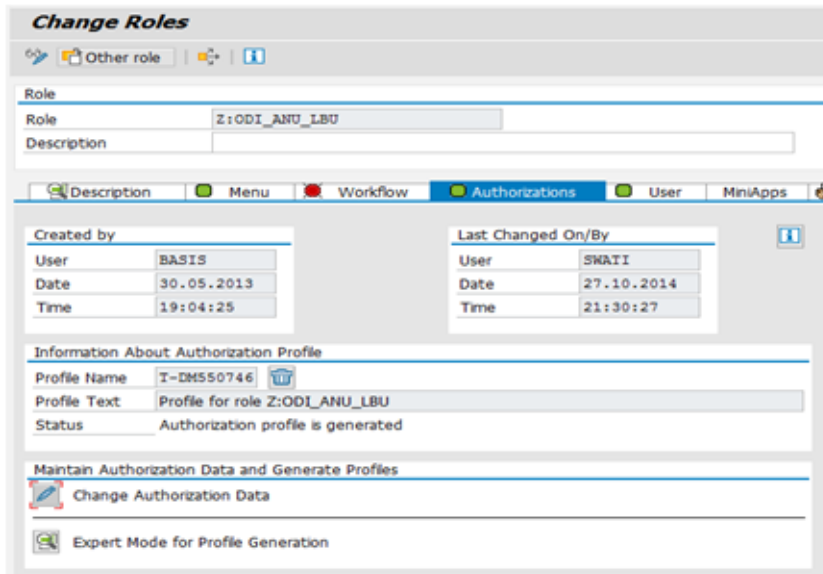 Change Roles
Other role
Role
Role Z:ODI_ANU_LBU
Description
Description Menu Workflow Authorizations User MiniApps
Created by Last Changed On/By
User BASIS User SWATI
Date 30.05.2013 Date 27.10.2014
Time 19:04:25 Time 21:30:27
Information About Authorization Profile
Profile Name T-DM550746
Profile Text Profile for role Z:ODI_ANU_LBU
Status Authorization profile is generated
Maintain Authorization Data and Generate Profiles
Change Authorization Data
Expert Mode for Profile Generation